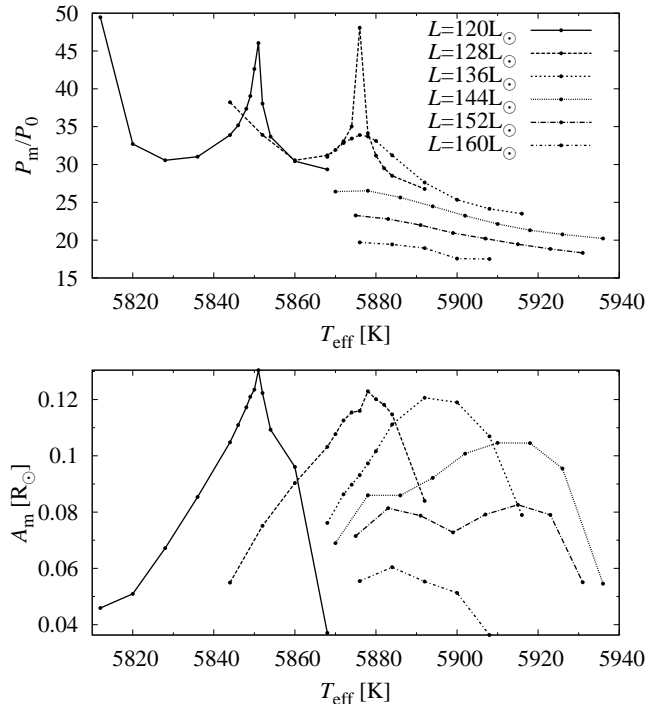 50
45
40
35
30
25
20
15
P_m/P_0
L=120L_⊙
L=128L_⊙
L=136L_⊙
L=144L_⊙
L=152L_⊙
L=160L_⊙
5820 5840 5860 5880 5900 5920 5940
T_eff [K]
0.12
0.1
0.08
0.06
0.04
A_m [R_⊙]
5820 5840 5860 5880 5900 5920 5940
T_eff [K]